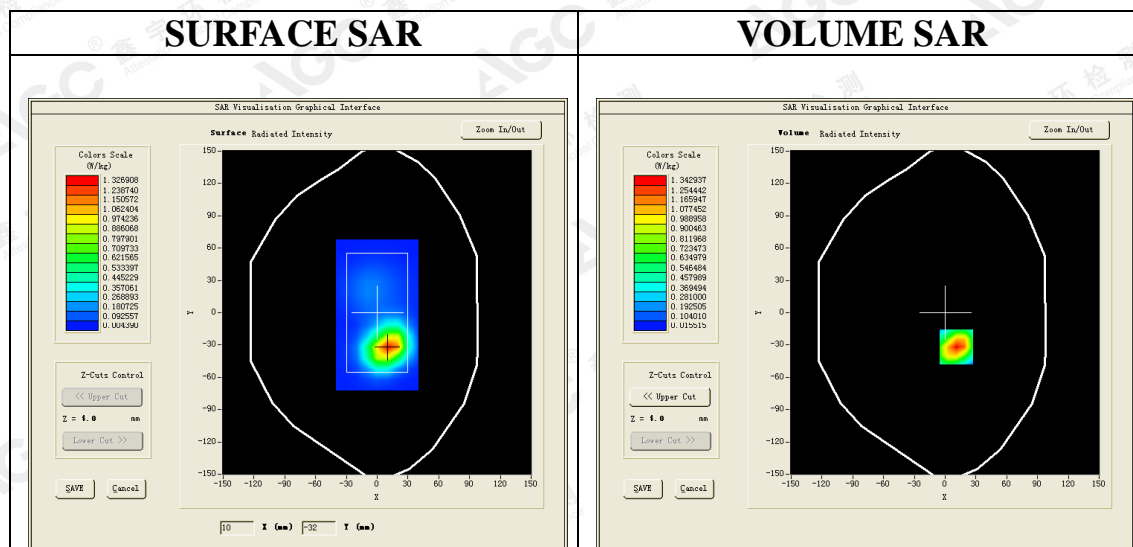 SURFACE SAR
VOLUME SAR
SAR Visualisation Graphical Interface
Surface Radiated Intensity
Zoom In/Out
Colors Scale
(W/kg)
1.326908
1.238740
1.150572
1.062404
0.974236
0.886068
0.797901
0.709733
0.621565
0.533397
0.445229
0.357061
0.268893
0.180725
0.092557
0.004390
150
120
90
60
30
0
-30
-60
-90
-120
-150
Y
-150 -120 -90 -60 -30 0 30 60 90 120 150
X
Z-Cuts Control
<< Upper Cut
Z = 4.0 mm
Lower Cut >>
SAVE Cancel
10 X (mm) -32 Y (mm)
SAR Visualisation Graphical Interface
Volume Radiated Intensity
Zoom In/Out
Colors Scale
(W/kg)
1.342937
1.254442
1.165947
1.077452
0.988958
0.900463
0.811968
0.723473
0.634979
0.546484
0.457989
0.369494
0.281000
0.192505
0.104010
0.015515
150
120
90
60
30
0
-30
-60
-90
-120
-150
Y
-150 -120 -90 -60 -30 0 30 60 90 120 150
X
Z-Cuts Control
<< Upper Cut
Z = 4.0 mm
Lower Cut >>
SAVE Cancel